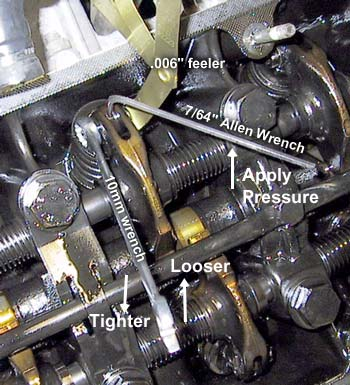 .006" feeler
7/64" Allen Wrench
Apply
Pressure
10mm wrench
Looser
Tighter